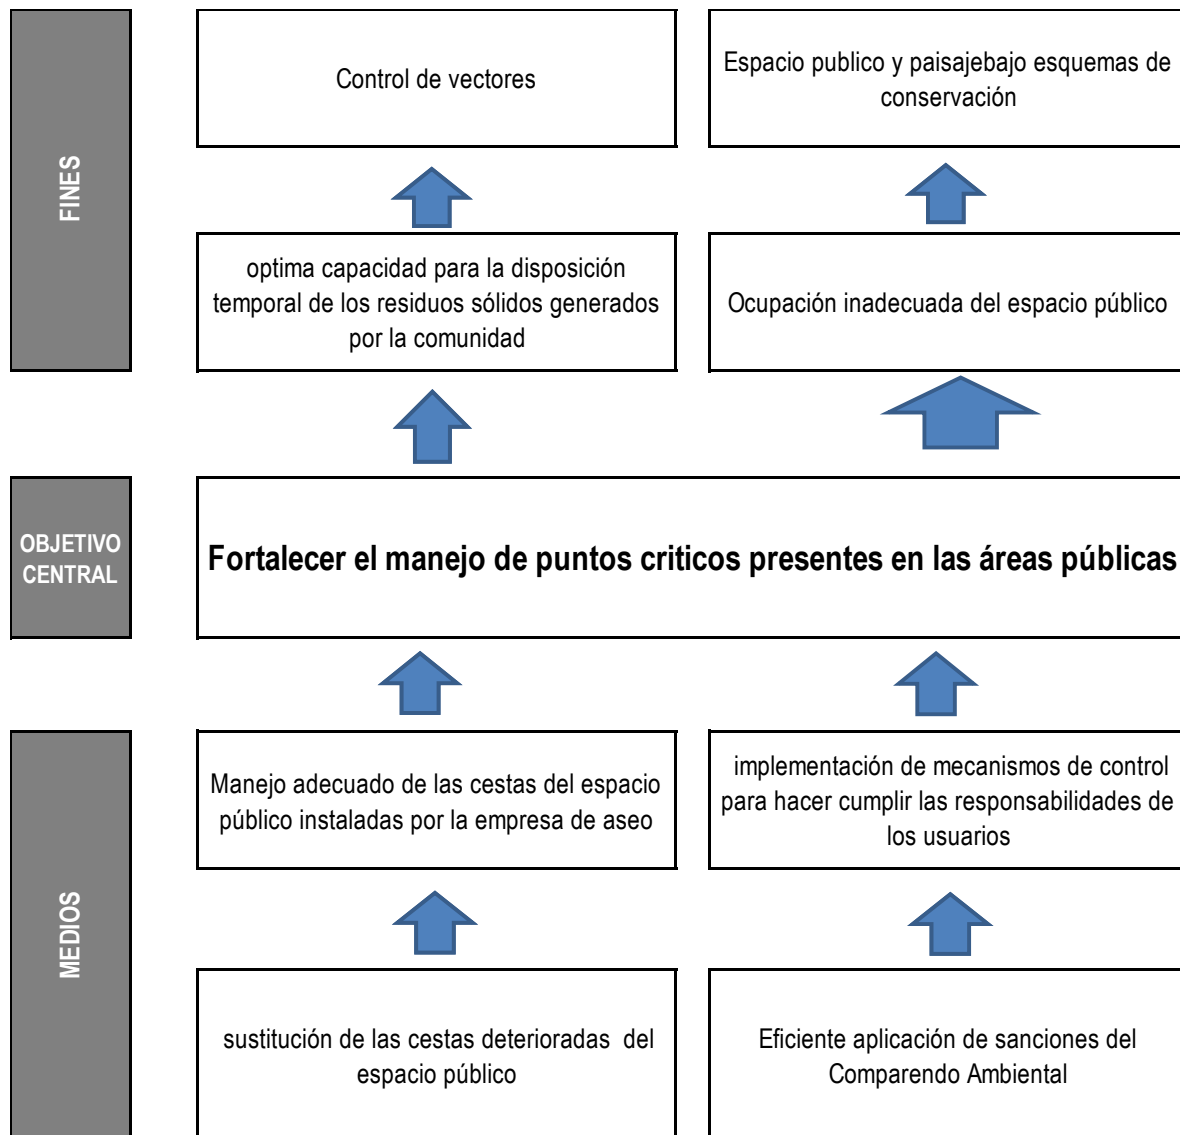 FINES
Control de vectores
Espacio publico y paisajebajo esquemas de
conservación
optima capacidad para la disposición
temporal de los residuos sólidos generados
por la comunidad
Ocupación inadecuada del espacio público
OBJETIVO
CENTRAL
Fortalecer el manejo de puntos criticos presentes en las áreas públicas
MEDIOS
Manejo adecuado de las cestas del espacio
público instaladas por la empresa de aseo
implementación de mecanismos de control
para hacer cumplir las responsabilidades de
los usuarios
sustitución de las cestas deterioradas del
espacio público
Eficiente aplicación de sanciones del
Comparendo Ambiental